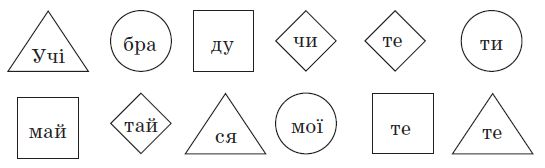 Учі бра ду чи те ти
май тай ся мої те те